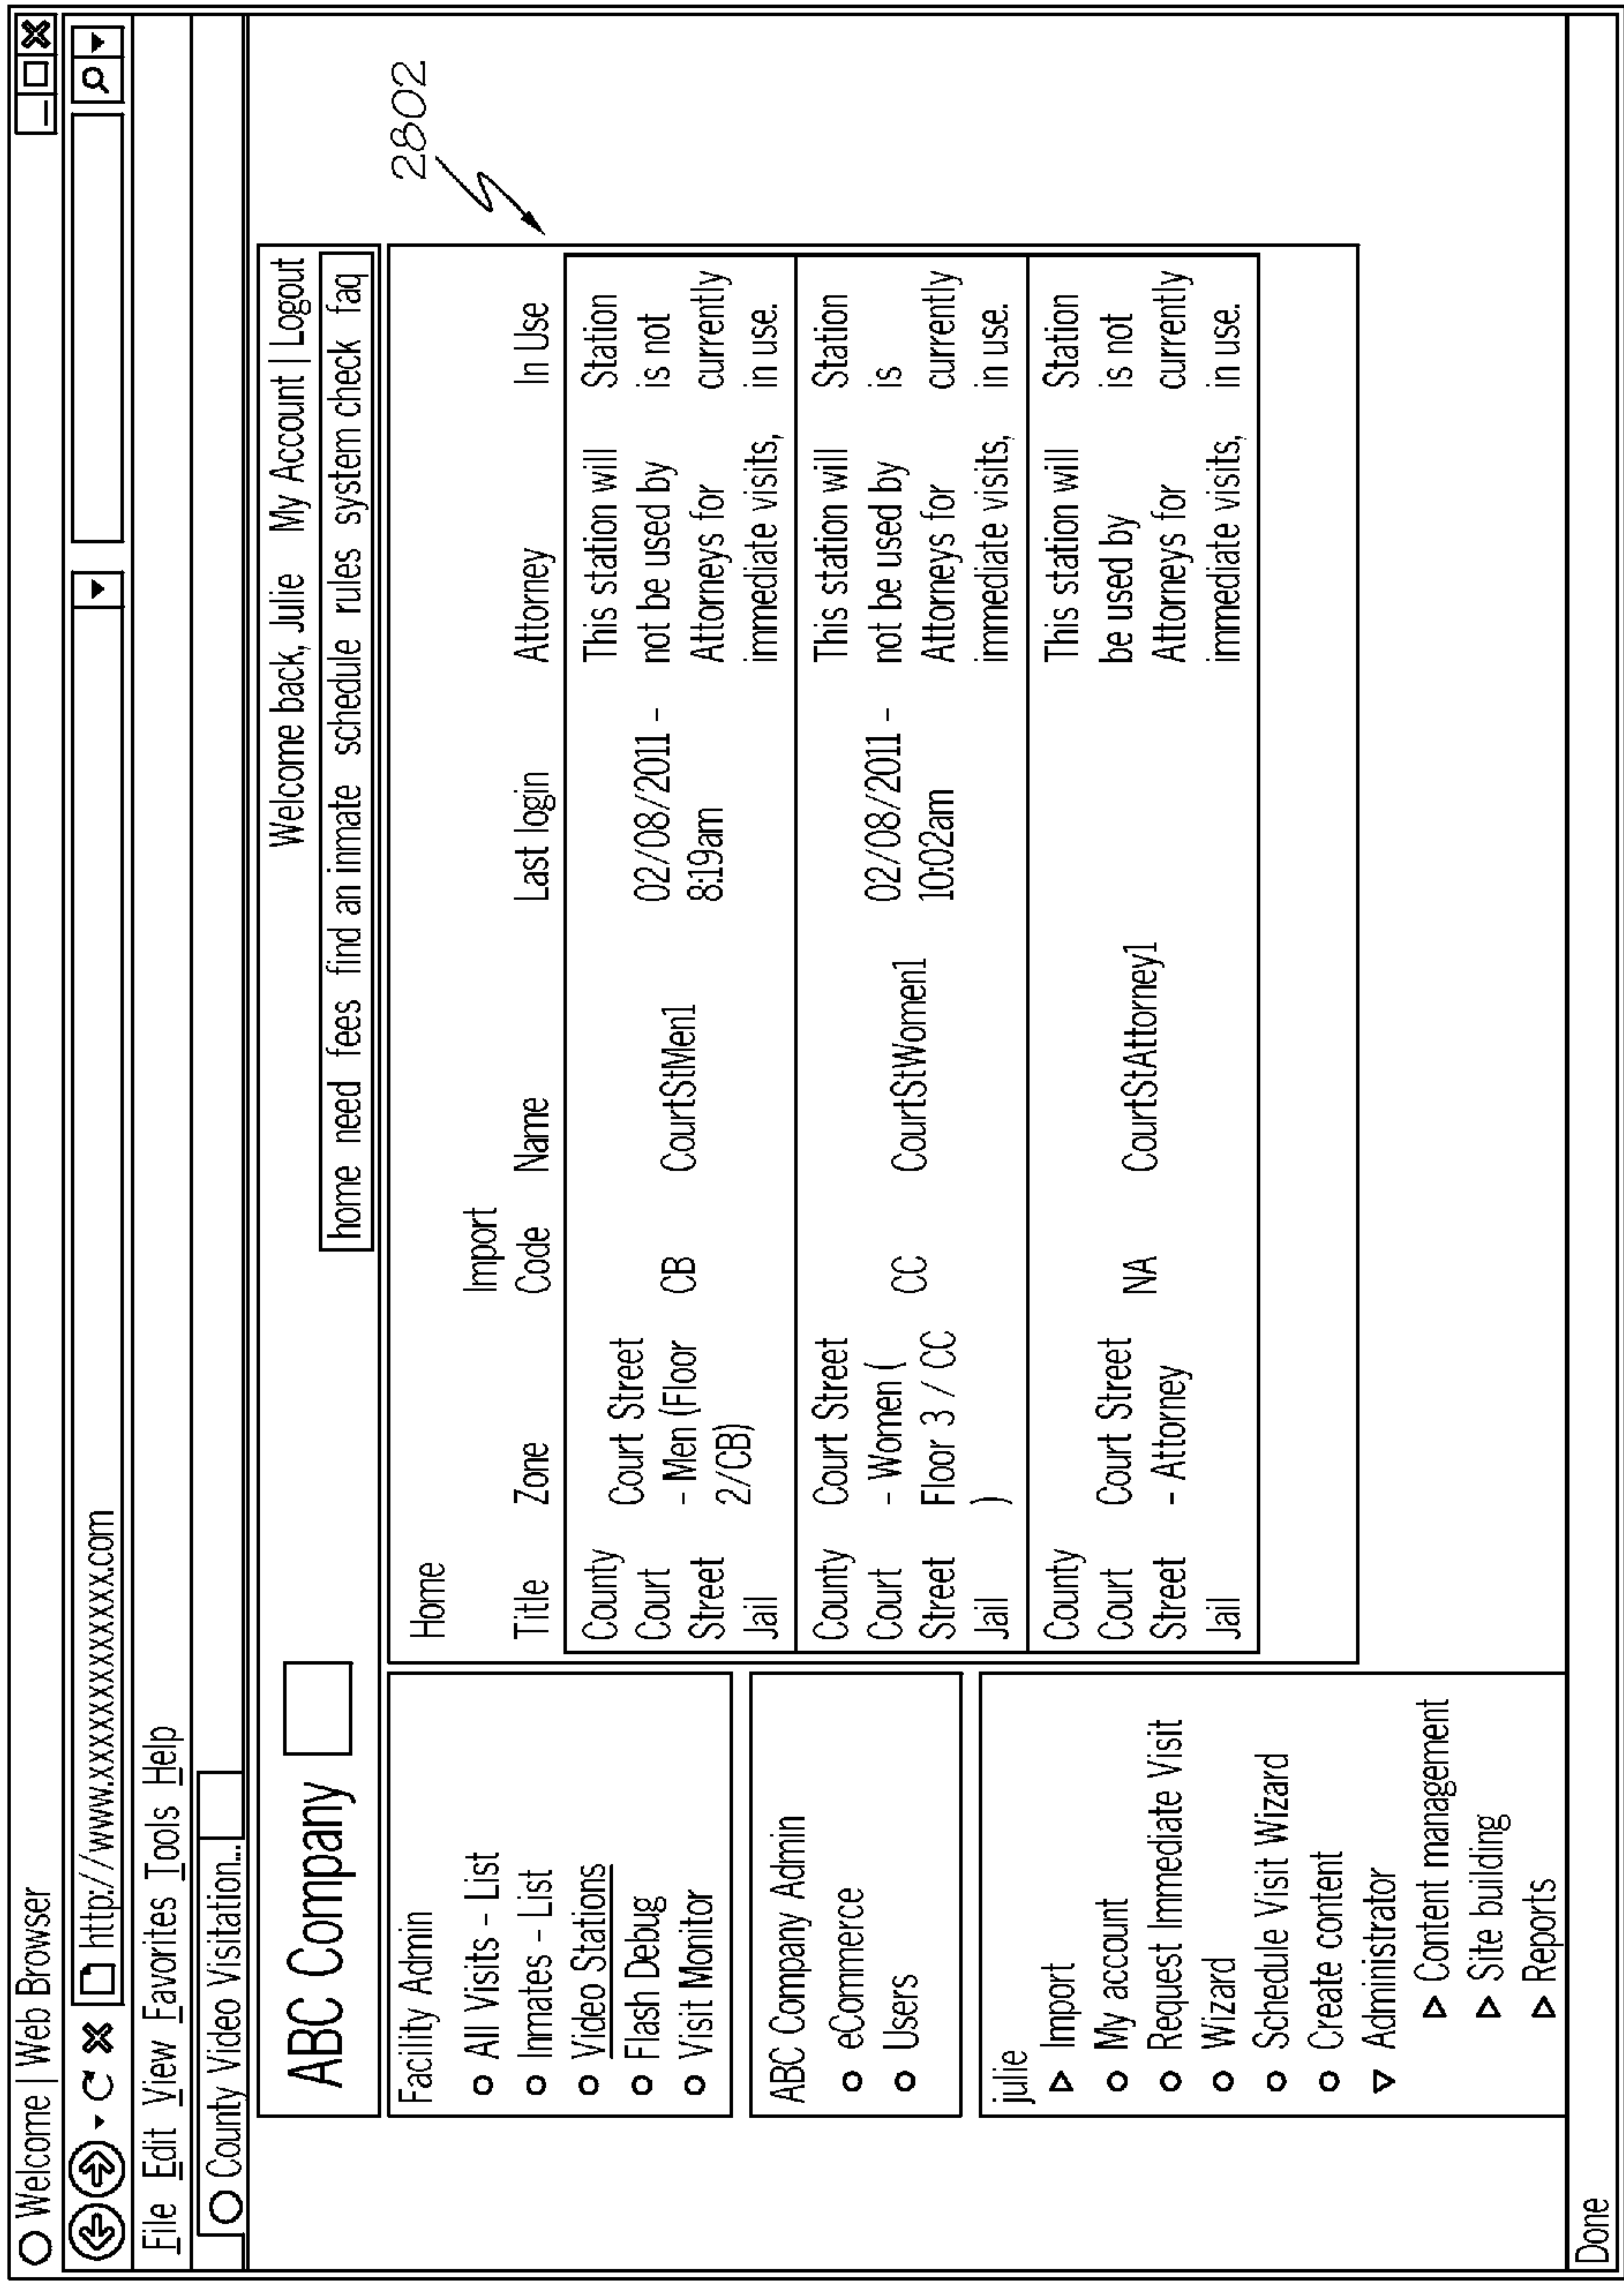 Welcome | Web Browser
http://www.xxxxxxxxxxxxxxx.com
File Edit View Favorites Tools Help
County Video Visitation...
ABC Company
Welcome back, Julie My Account | Logout
home need fees find an inmate schedule rules system check faq
2802
Facility Admin
All Visits - List
Inmates - List
Video Stations
Flash Debug
Visit Monitor
ABC Company Admin
eCommerce
Users
julie
Import
My account
Request Immediate Visit
Wizard
Schedule Visit Wizard
Create content
Administrator
Content management
Site building
Reports
Home
Import
Title Zone Code Name Last login Attorney In Use
County This station will Station
Court Court Street 02/08/2011 - not be used by is not
Street - Men (Floor CB CourtStMen1 8:19am Attorneys for currently
Jail 2/CB) immediate visits, in use.
County Court Street This station will Station
Court - Women ( CC CourtStWomen1 02/08/2011 - not be used by is
Street Floor 3 / CC 10:02am Attorneys for currently
Jail ) immediate visits, in use.
County This station will Station
Court Court Street be used by is not
Street - Attorney NA CourtStAttorney1 Attorneys for currently
Jail immediate visits, in use.
Done